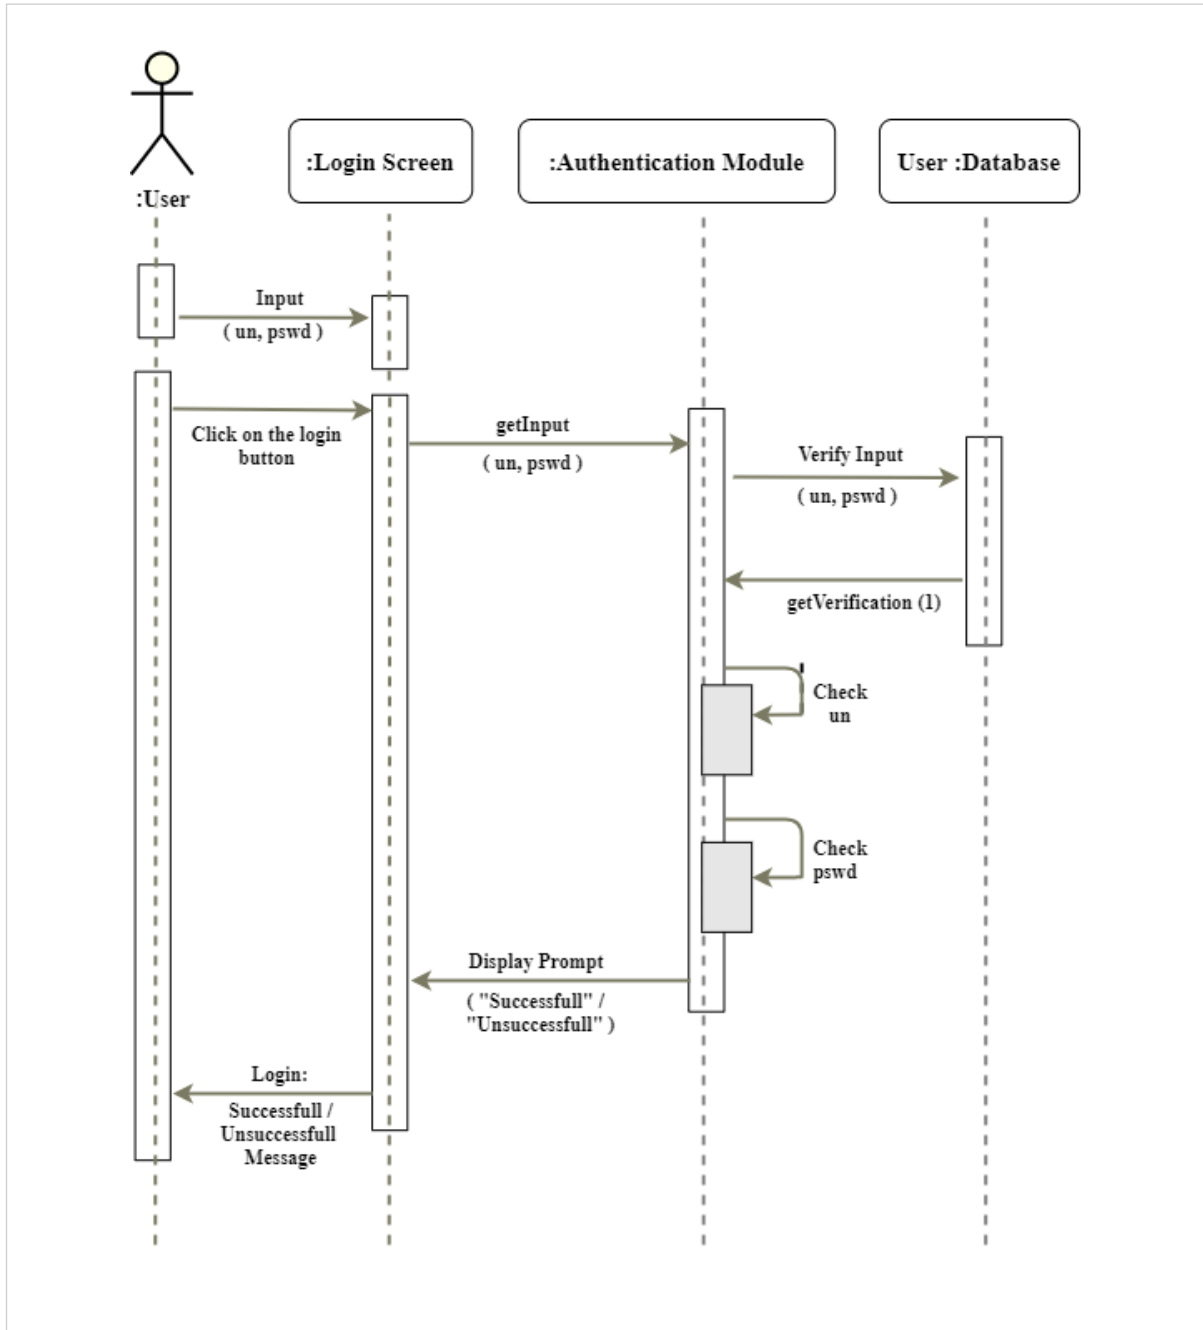 :User
:Login Screen
:Authentication Module
User :Database
Input
( un, pswd )
Click on the login
button
getInput
( un, pswd )
Verify Input
( un, pswd )
getVerification (1)
Check
un
Check
pswd
Display Prompt
( "Successfull" /
"Unsuccessfull" )
Login:
Successfull /
Unsuccessfull
Message